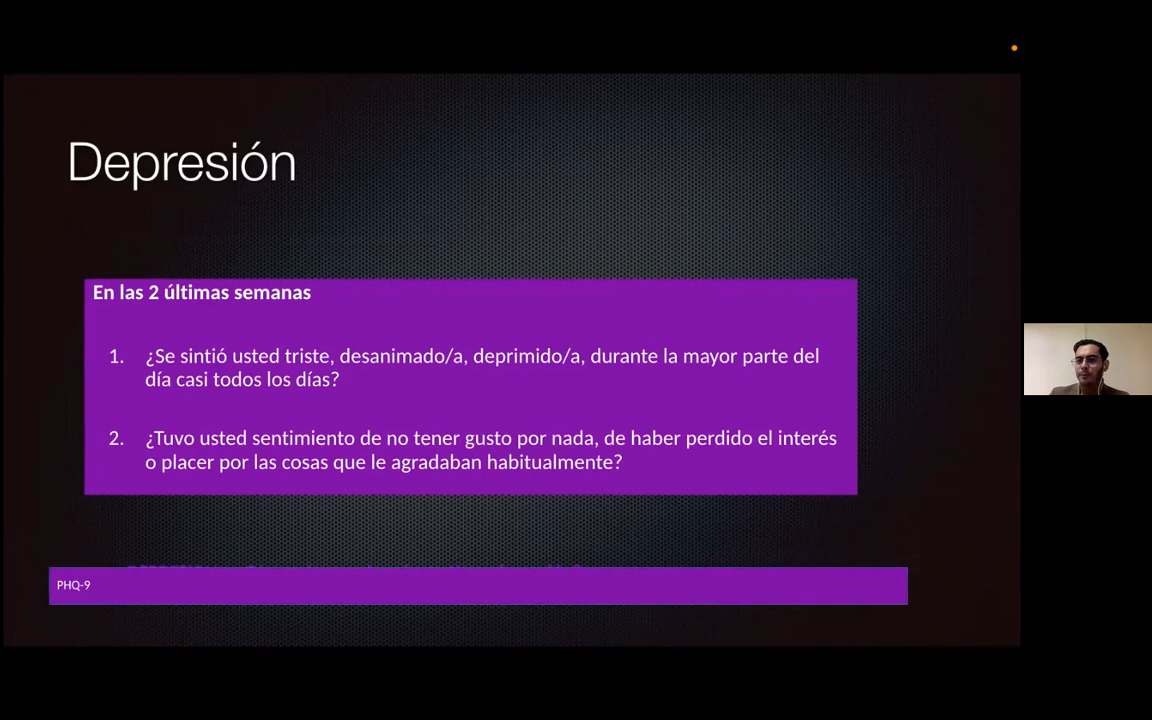 Depresión
En las 2 últimas semanas
1. ¿Se sintió usted triste, desanimado/a, deprimido/a, durante la mayor parte del
día casi todos los días?
2. ¿Tuvo usted sentimiento de no tener gusto por nada, de haber perdido el interés
o placer por las cosas que le agradaban habitualmente?
PHQ-9